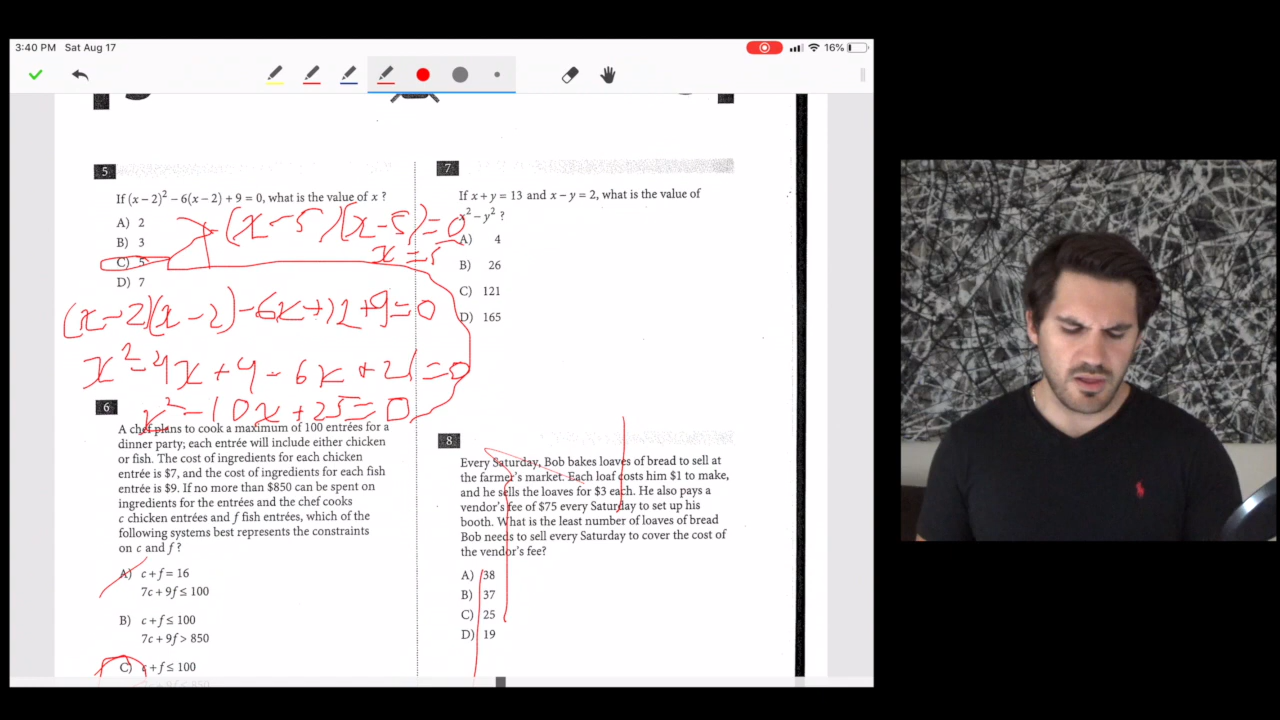 3:40 PM Sat Aug 17
16%
5
If (x − 2)² − 6(x − 2) + 9 = 0, what is the value of x ?
A) 2
B) 3
C) 5
D) 7
(x − 5)(x − 5) = 0
x = 5
(x − 2)(x − 2) − 6x + 12 + 9 = 0
x² − 4x + 4 − 6x + 21 = 0
x² − 10x + 25 = 0
6
A chef plans to cook a maximum of 100 entrées for a
dinner party; each entrée will include either chicken
or fish. The cost of ingredients for each chicken
entrée is $7, and the cost of ingredients for each fish
entrée is $9. If no more than $850 can be spent on
ingredients for the entrées and the chef cooks
c chicken entrées and f fish entrées, which of the
following systems best represents the constraints
on c and f ?
A) c + f = 16
7c + 9f ≤ 100
B) c + f ≤ 100
7c + 9f > 850
C) c + f ≤ 100
7c + 9f ≤ 850
7
If x + y = 13 and x − y = 2, what is the value of
x² − y² ?
A) 4
B) 26
C) 121
D) 165
8
Every Saturday, Bob bakes loaves of bread to sell at
the farmer's market. Each loaf costs him $1 to make,
and he sells the loaves for $3 each. He also pays a
vendor's fee of $75 every Saturday to set up his
booth. What is the least number of loaves of bread
Bob needs to sell every Saturday to cover the cost of
the vendor's fee?
A) 38
B) 37
C) 25
D) 19